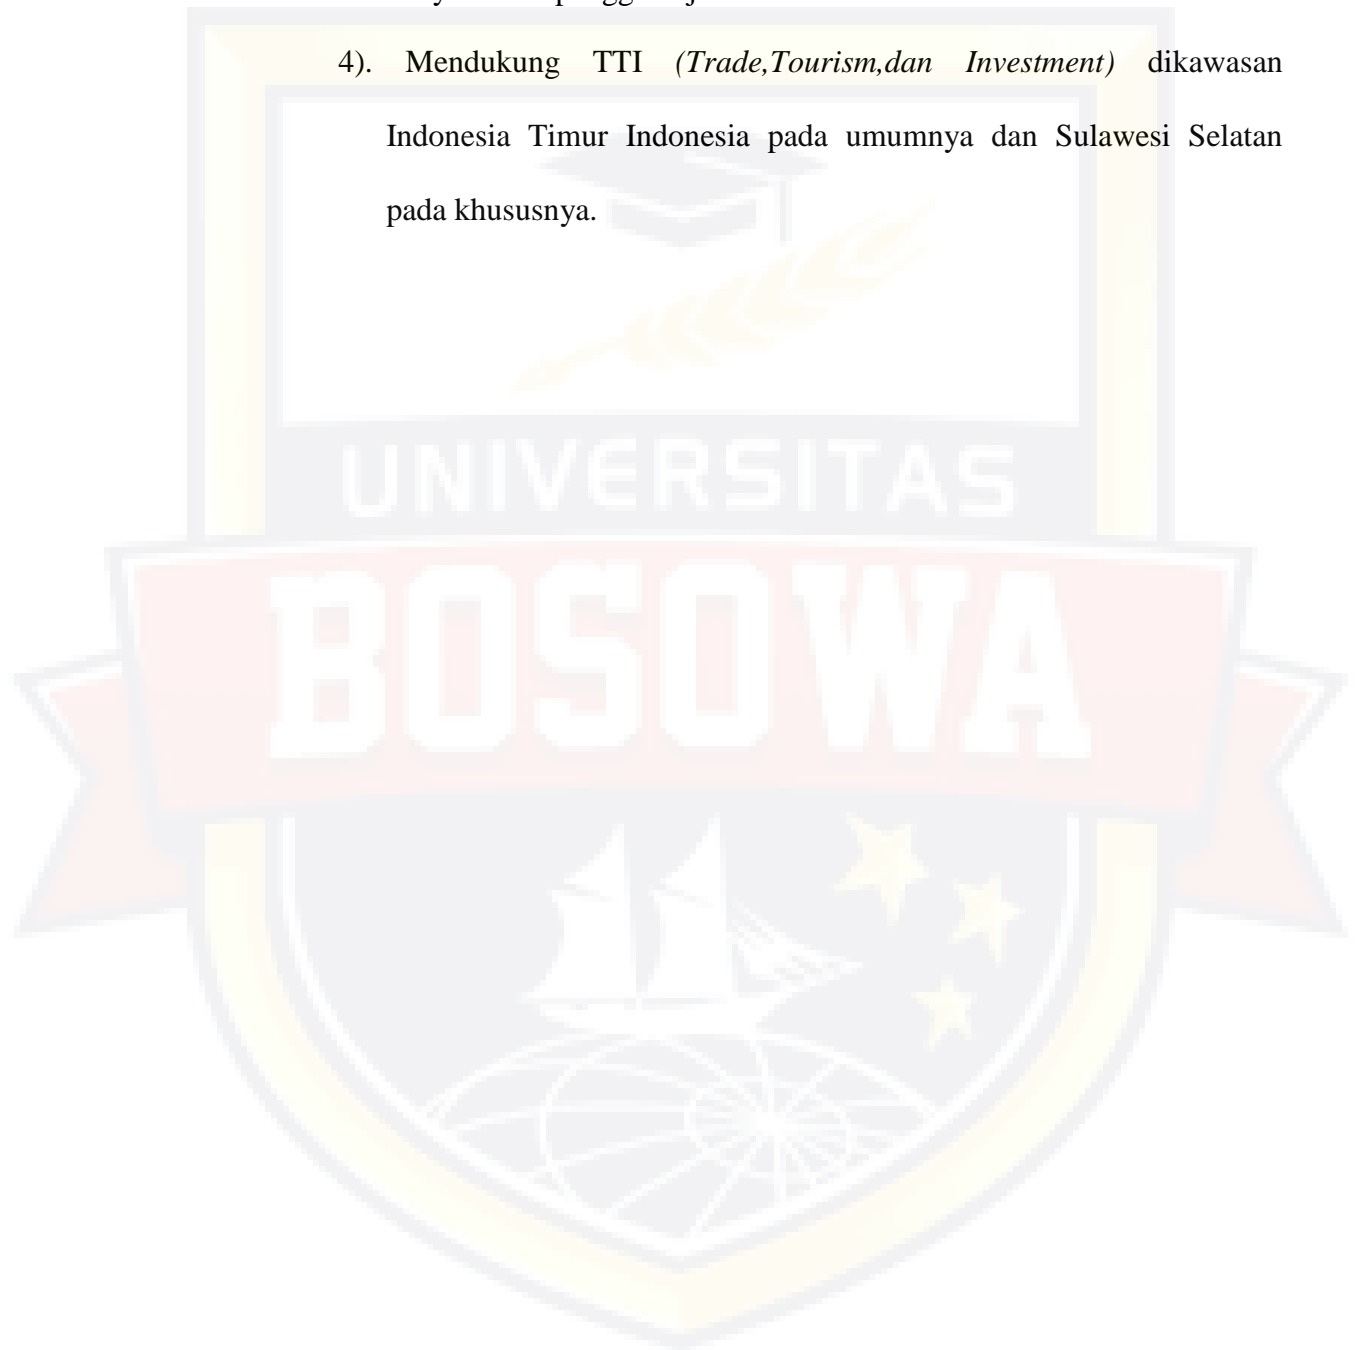 4). Mendukung TTI (Trade,Tourism,dan Investment) dikawasan
Indonesia Timur Indonesia pada umumnya dan Sulawesi Selatan
pada khususnya.
UNIVERSITAS
BOSOWA